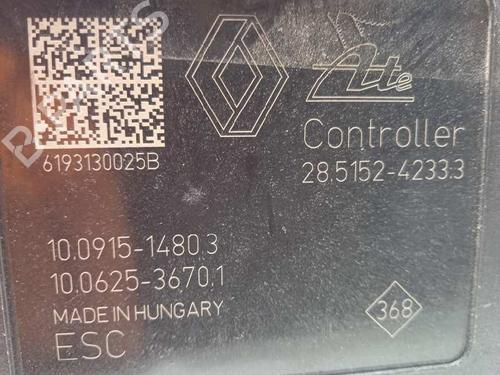 Ate
Controller
6193130025B
28.5152-4233.3
10.0915-1480.3
10.0625-3670.1
MADE IN HUNGARY
ESC
368